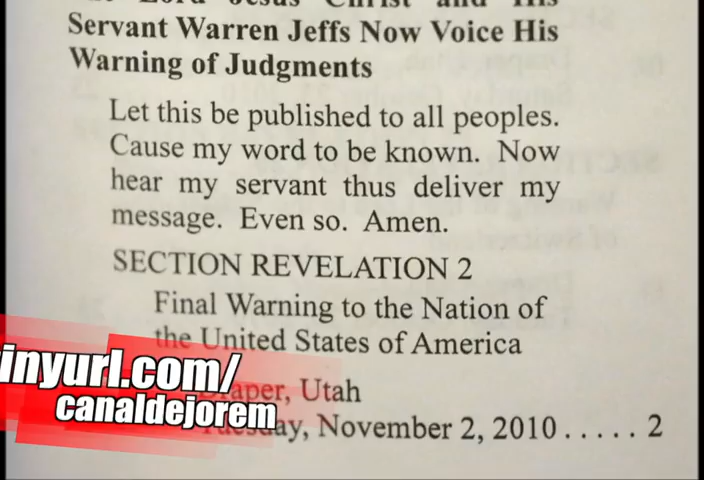 Servant Warren Jeffs Now Voice His
Warning of Judgments
Let this be published to all peoples.
Cause my word to be known. Now
hear my servant thus deliver my
message. Even so. Amen.
SECTION REVELATION 2
Final Warning to the Nation of
the United States of America
Draper, Utah
Tuesday, November 2, 2010 . . . . . 2
inyurl.com/
canaldejorem